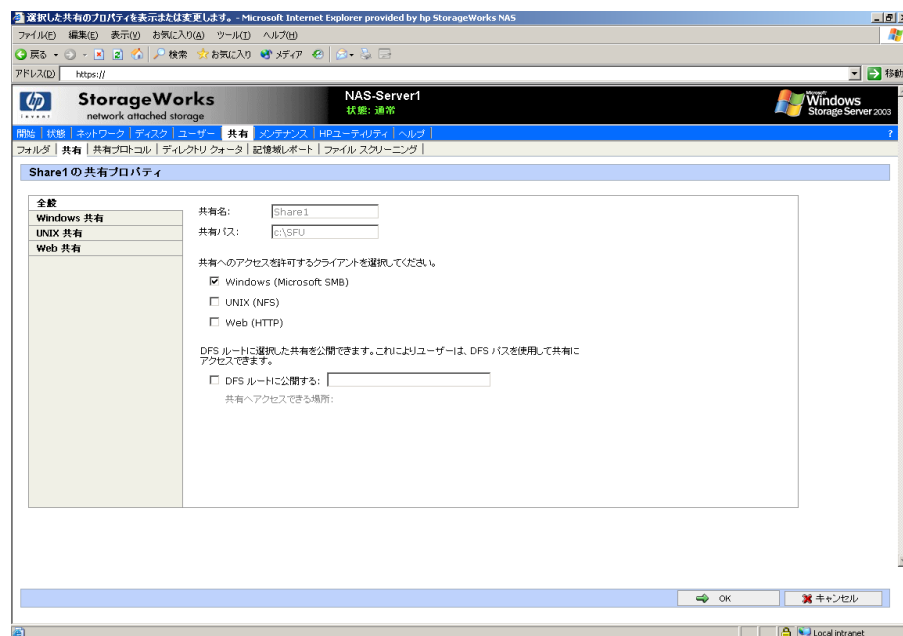 選択した共有のプロパティを表示または変更します。 - Microsoft Internet Explorer provided by hp StorageWorks NAS
ファイル(F) 編集(E) 表示(V) お気に入り(A) ツール(T) ヘルプ(H)
戻る 検索 お気に入り メディア
アドレス(D) https:// 移動
hp invent StorageWorks NAS-Server1 Microsoft Windows
network attached storage 状態: 通常 Storage Server 2003
開始 | 状態 | ネットワーク | ディスク | ユーザー | 共有 | メンテナンス | HPユーティリティ | ヘルプ | ?
フォルダ | 共有 | 共有プロトコル | ディレクトリ クォータ | 記憶域レポート | ファイル スクリーニング |
Share1 の 共有プロパティ
全般
Windows 共有
UNIX 共有
Web 共有
共有名: Share1
共有パス: c:\SFU
共有へのアクセスを許可するクライアントを選択してください。
Windows (Microsoft SMB)
UNIX (NFS)
Web (HTTP)
DFS ルートに選択した共有を公開できます。これによりユーザーは、DFS パスを使用して共有に
アクセスできます。
DFS ルートに公開する:
共有へアクセスできる場所:
OK キャンセル
Local intranet